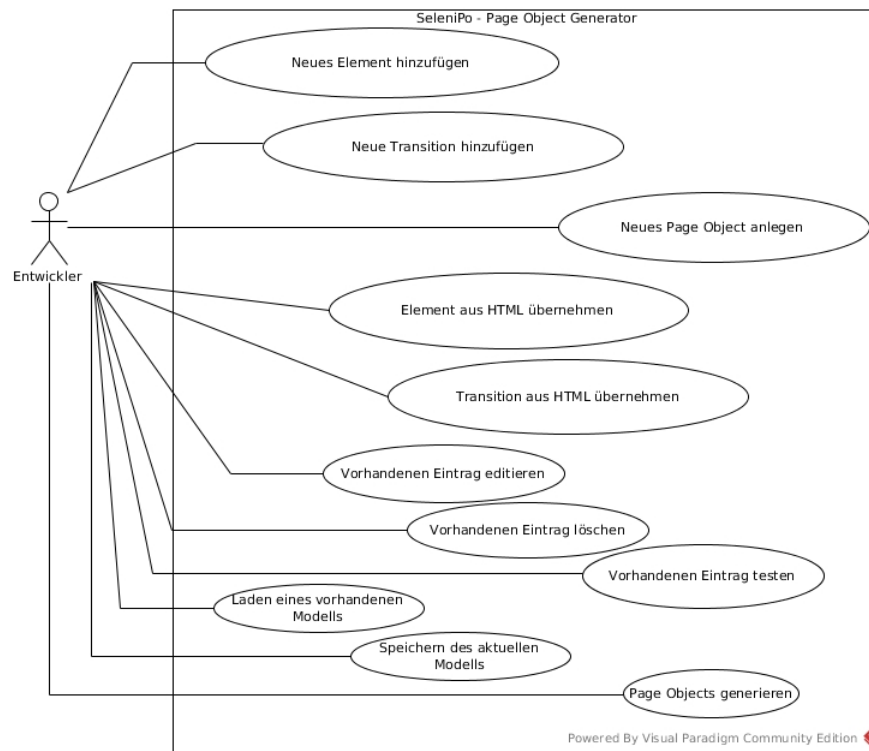 SeleniPo - Page Object Generator
Neues Element hinzufügen
Neue Transition hinzufügen
Neues Page Object anlegen
Entwickler
Element aus HTML übernehmen
Transition aus HTML übernehmen
Vorhandenen Eintrag editieren
Vorhandenen Eintrag löschen
Vorhandenen Eintrag testen
Laden eines vorhandenen
Modells
Speichern des aktuellen
Modells
Page Objects generieren
Powered By Visual Paradigm Community Edition